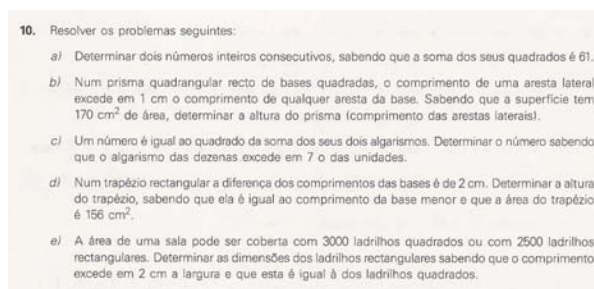 10. Resolver os problemas seguintes:
a) Determinar dois números inteiros consecutivos, sabendo que a soma dos seus quadrados é 61.
b) Num prisma quadrangular recto de bases quadradas, o comprimento de uma aresta lateral
excede em 1 cm o comprimento de qualquer aresta da base. Sabendo que a superfície tem
170 cm² de área, determinar a altura do prisma (comprimento das arestas laterais).
c) Um número é igual ao quadrado da soma dos seus dois algarismos. Determinar o número sabendo
que o algarismo das dezenas excede em 7 o das unidades.
d) Num trapézio rectangular a diferença dos comprimentos das bases é de 2 cm. Determinar a altura
do trapézio, sabendo que ela é igual ao comprimento da base menor e que a área do trapézio
é 156 cm².
e) A área de uma sala pode ser coberta com 3000 ladrilhos quadrados ou com 2500 ladrilhos
rectangulares. Determinar as dimensões dos ladrilhos rectangulares sabendo que o comprimento
excede em 2 cm a largura e que esta é igual à dos ladrilhos quadrados.